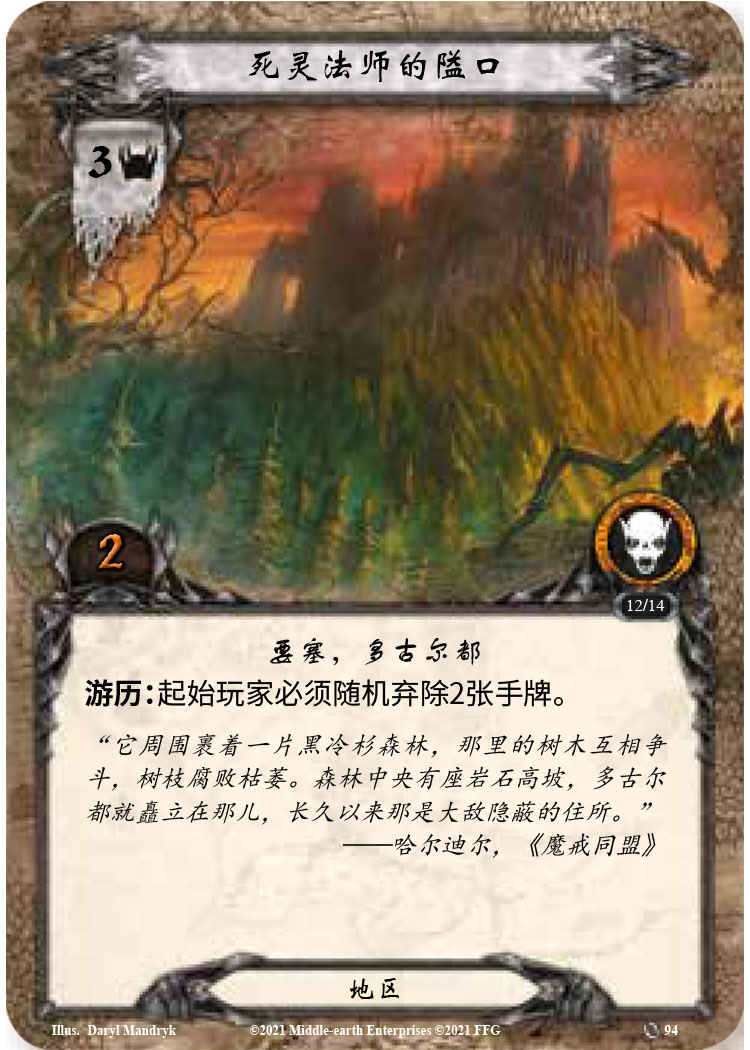 死灵法师的隘口
3
2
12/14
要塞，多古尔都
游历：起始玩家必须随机弃除2张手牌。
“它周围裹着一片黑冷杉森林，那里的树木互相争
斗，树枝腐败枯萎。森林中央有座岩石高坡，多古尔
都就矗立在那儿，长久以来那是大敌隐蔽的住所。”
——哈尔迪尔，《魔戒同盟》
地区
Illus. Daryl Mandryk ©2021 Middle-earth Enterprises ©2021 FFG 94